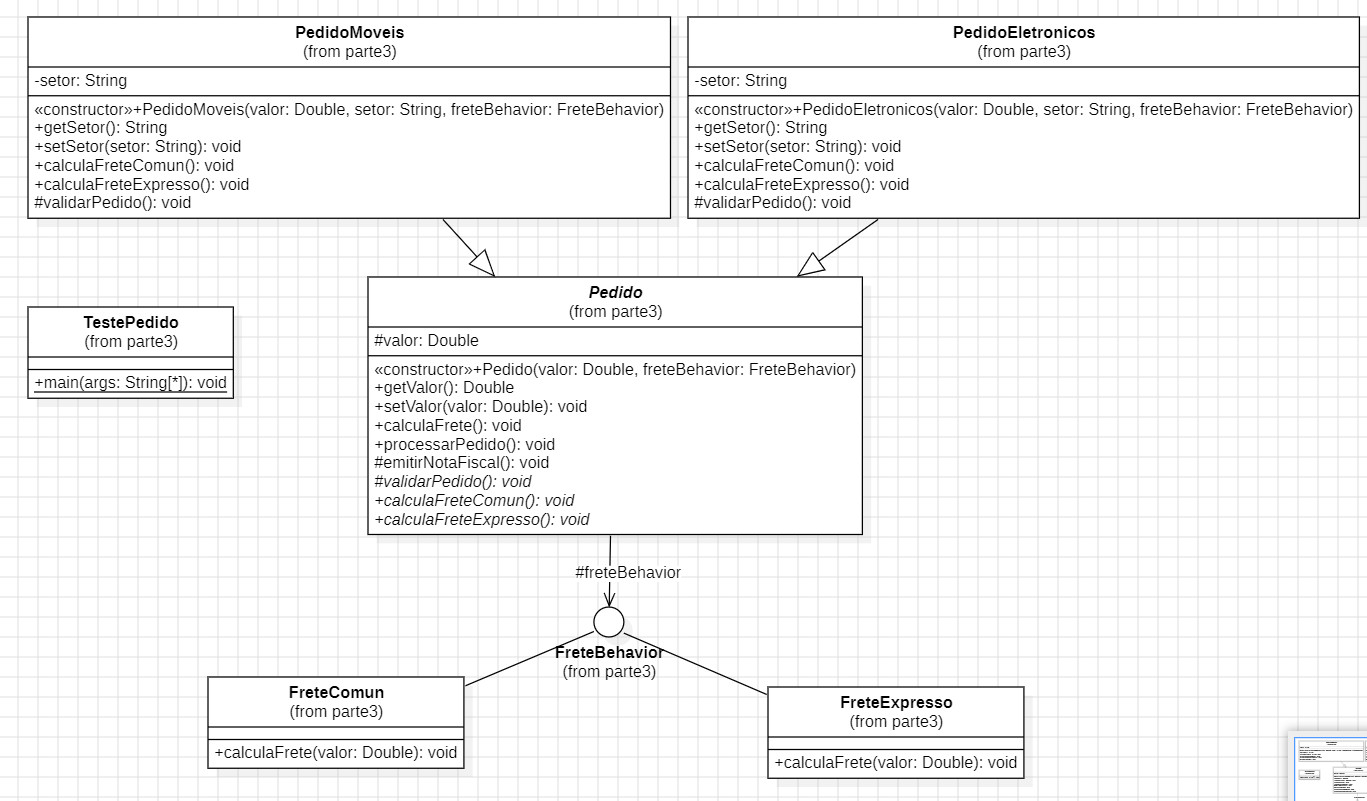 PedidoMoveis
(from parte3)
-setor: String
«constructor»+PedidoMoveis(valor: Double, setor: String, freteBehavior: FreteBehavior)
+getSetor(): String
+setSetor(setor: String): void
+calculaFreteComun(): void
+calculaFreteExpresso(): void
#validarPedido(): void
PedidoEletronicos
(from parte3)
-setor: String
«constructor»+PedidoEletronicos(valor: Double, setor: String, freteBehavior: FreteBehavior)
+getSetor(): String
+setSetor(setor: String): void
+calculaFreteComun(): void
+calculaFreteExpresso(): void
#validarPedido(): void
TestePedido
(from parte3)
+main(args: String[*]): void
Pedido
(from parte3)
#valor: Double
«constructor»+Pedido(valor: Double, freteBehavior: FreteBehavior)
+getValor(): Double
+setValor(valor: Double): void
+calculaFrete(): void
+processarPedido(): void
#emitirNotaFiscal(): void
#validarPedido(): void
+calculaFreteComun(): void
+calculaFreteExpresso(): void
#freteBehavior
FreteBehavior
(from parte3)
FreteComun
(from parte3)
+calculaFrete(valor: Double): void
FreteExpresso
(from parte3)
+calculaFrete(valor: Double): void